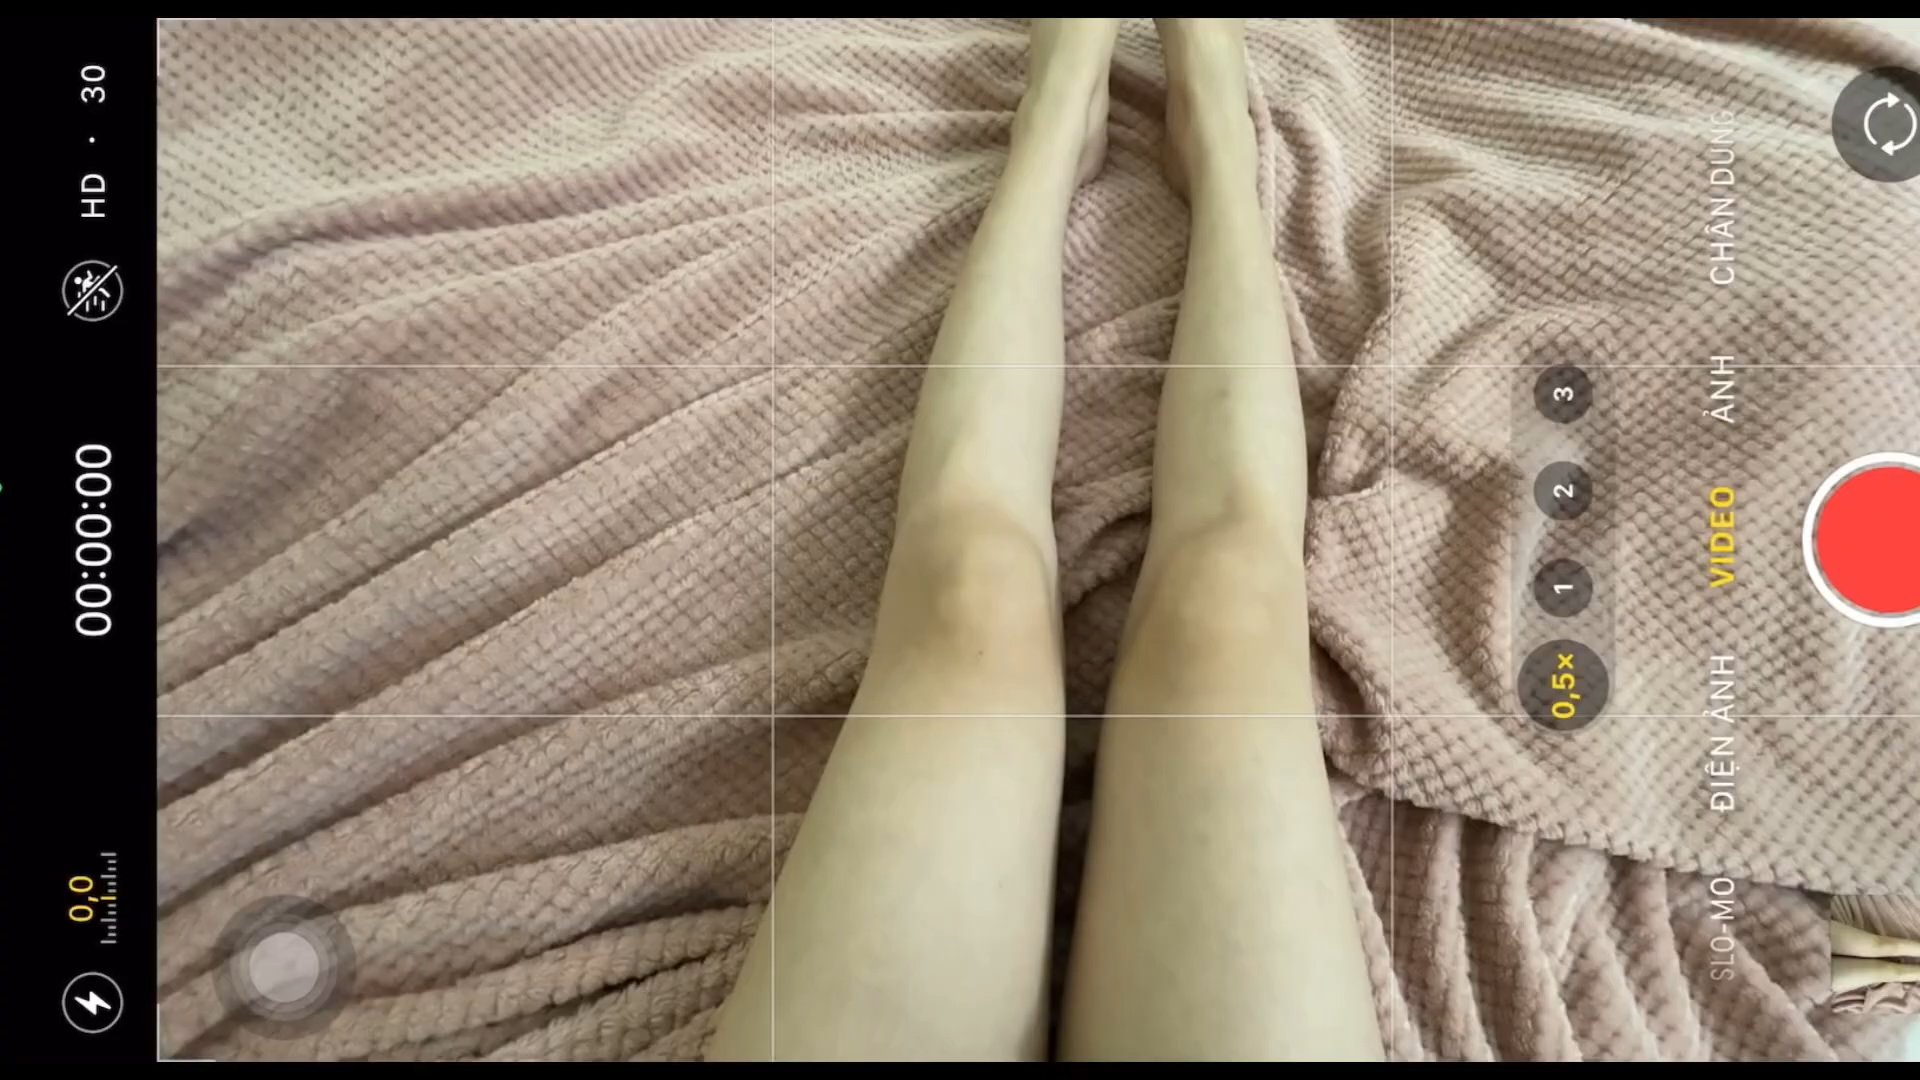 HD · 30
00:00:00
0,0
0,5×
1
2
3
SLO-MO
ĐIỆN ẢNH
VIDEO
ẢNH
CHÂN DUNG